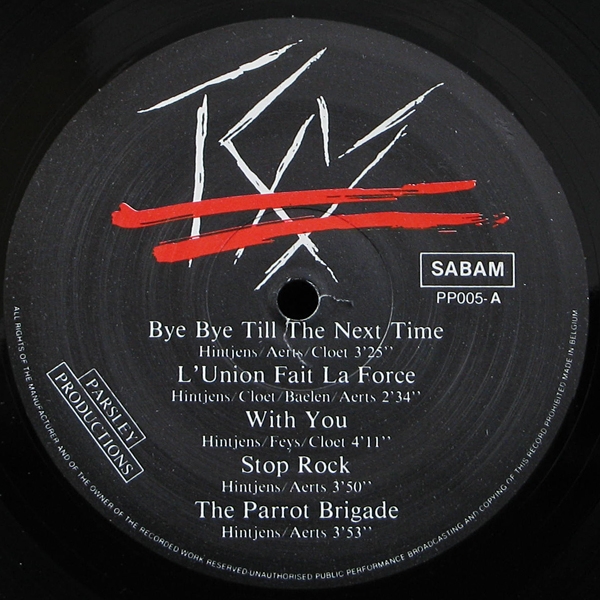 TSY
SABAM
PP005-A
Bye Bye Till The Next Time
Hintjens/Aerts/Cloet 3'25''
L'Union Fait La Force
Hintjens/Cloet/Baelen/Aerts 2'34''
With You
Hintjens/Feys/Cloet 4'11''
Stop Rock
Hintjens/Aerts 3'50''
The Parrot Brigade
Hintjens/Aerts 3'53''
PARSLEY
PRODUCTIONS
ALL RIGHTS OF THE MANUFACTURER AND OF THE OWNER OF THE RECORDED WORK RESERVED·UNAUTHORISED PUBLIC PERFORMANCE BROADCASTING AND COPYING OF THIS RECORD PROHIBITED MADE IN BELGIUM